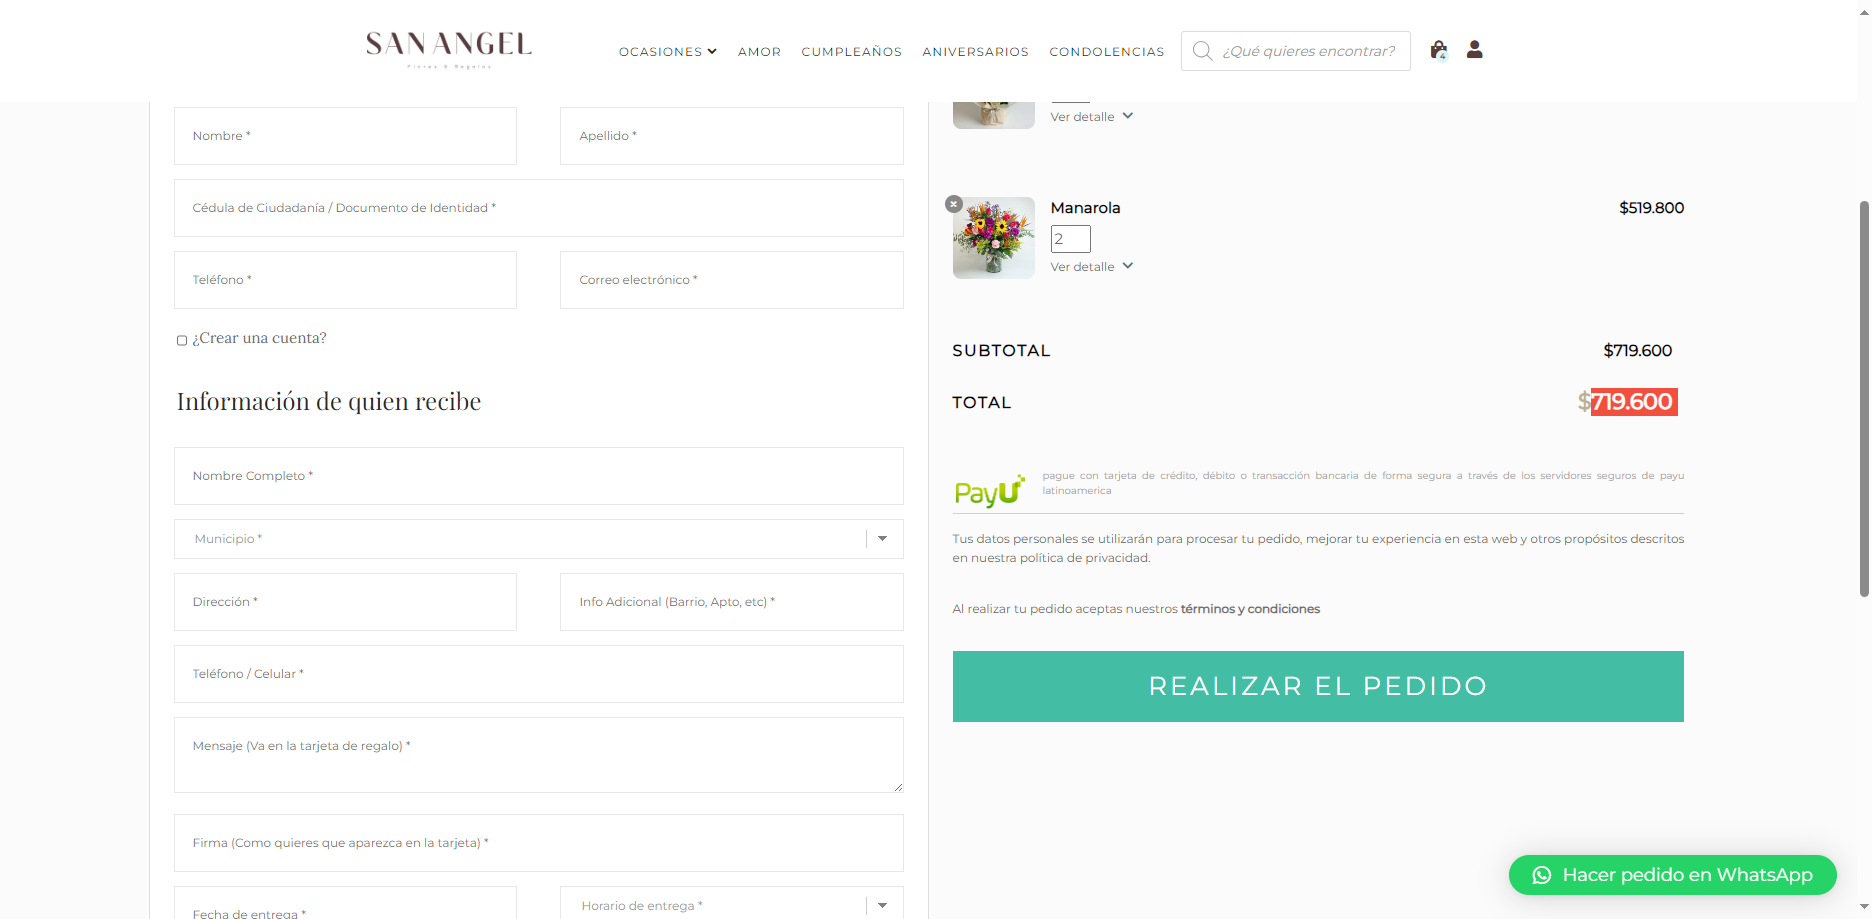 SAN ANGEL
Flores & Regalos
OCASIONES
AMOR
CUMPLEAÑOS
ANIVERSARIOS
CONDOLENCIAS
¿Qué quieres encontrar?
4
Nombre *
Apellido *
Cédula de Ciudadanía / Documento de Identidad *
Teléfono *
Correo electrónico *
¿Crear una cuenta?
Información de quien recibe
Nombre Completo *
Municipio *
Dirección *
Info Adicional (Barrio, Apto, etc) *
Teléfono / Celular *
Mensaje (Va en la tarjeta de regalo) *
Firma (Como quieres que aparezca en la tarjeta) *
Fecha de entrega *
Horario de entrega *
Ver detalle
Manarola
$519.800
2
Ver detalle
SUBTOTAL
$719.600
TOTAL
$719.600
PayU
pague con tarjeta de crédito, débito o transacción bancaria de forma segura a través de los servidores seguros de payu
latinoamerica
Tus datos personales se utilizarán para procesar tu pedido, mejorar tu experiencia en esta web y otros propósitos descritos
en nuestra política de privacidad.
Al realizar tu pedido aceptas nuestros términos y condiciones
REALIZAR EL PEDIDO
Hacer pedido en WhatsApp